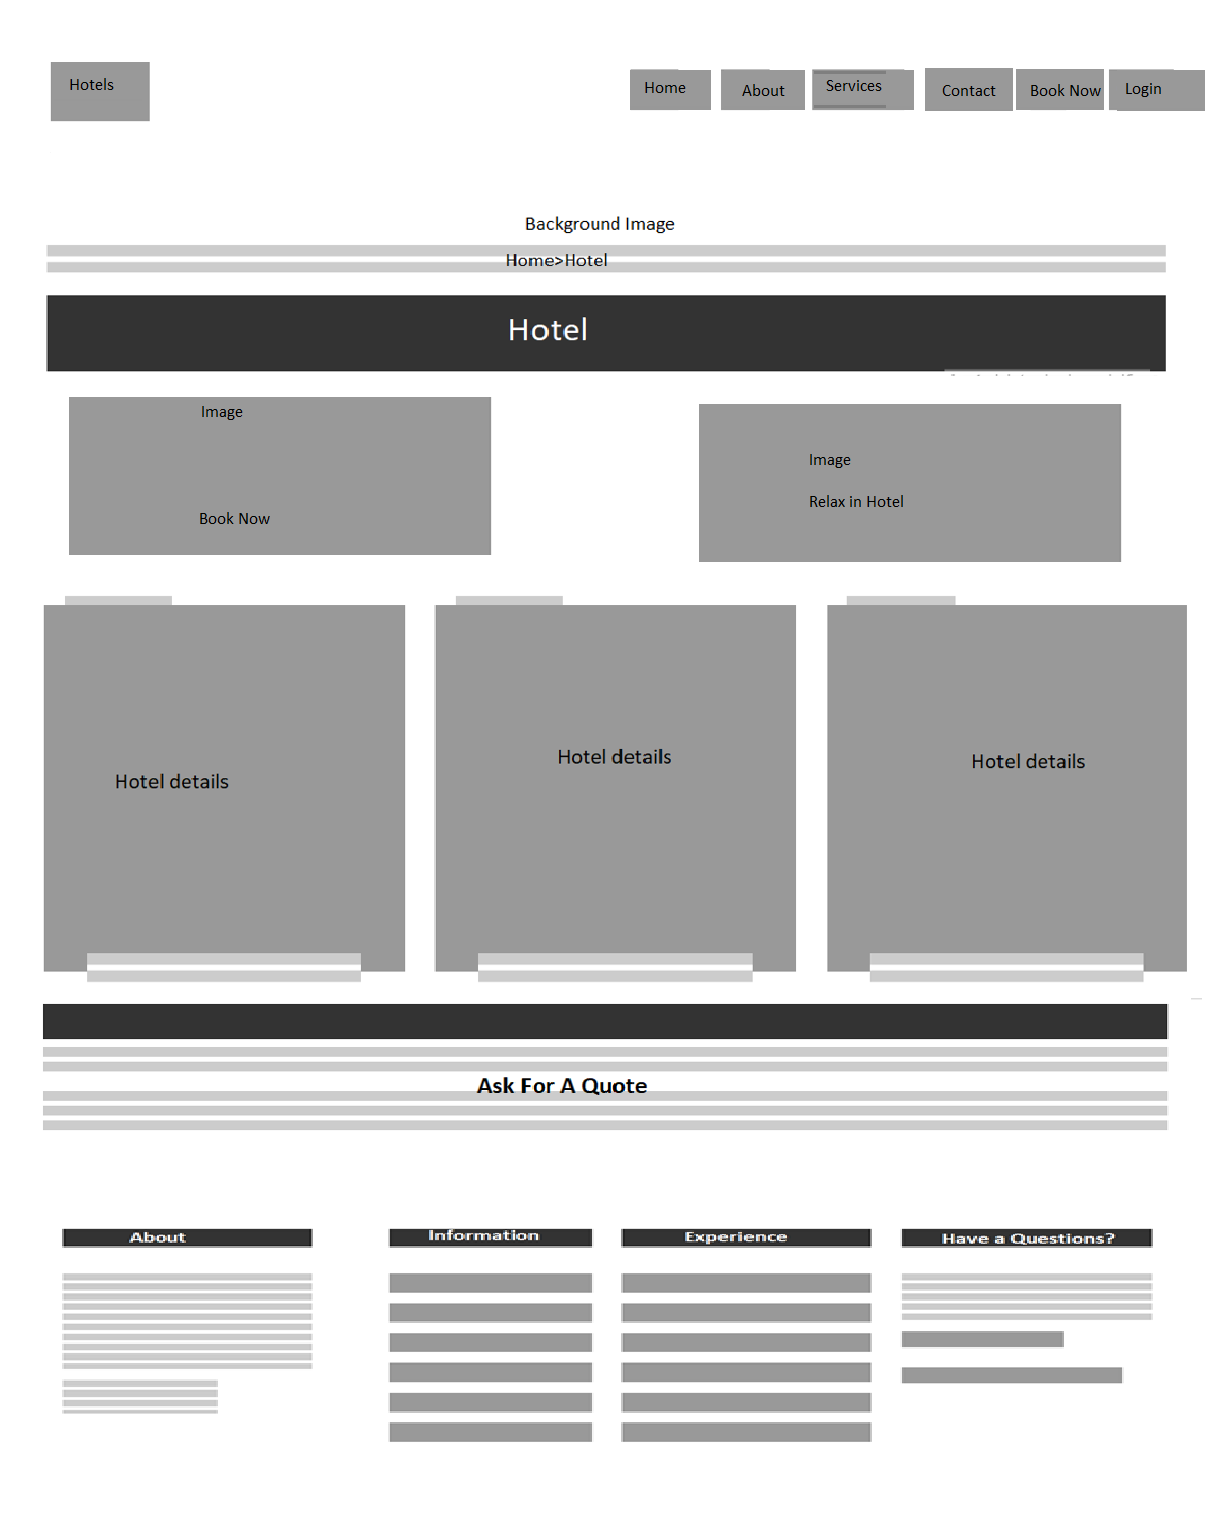 Hotels
Home
About
Services
Contact
Book Now
Login
Background Image
Home>Hotel
Hotel
Image
Book Now
Image
Relax in Hotel
Hotel details
Hotel details
Hotel details
Ask For A Quote
About
Information
Experience
Have a Questions?